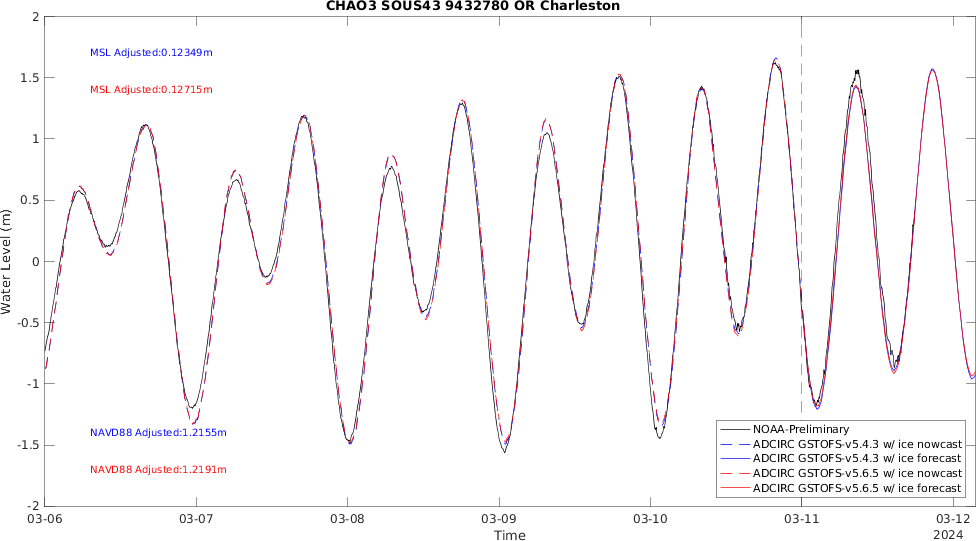 CHAO3 SOUS43 9432780 OR Charleston
2
1.5
1
0.5
0
-0.5
-1
-1.5
-2
Water Level (m)
MSL Adjusted:0.12349m
MSL Adjusted:0.12715m
NAVD88 Adjusted:1.2155m
NAVD88 Adjusted:1.2191m
NOAA-Preliminary
ADCIRC GSTOFS-v5.4.3 w/ ice nowcast
ADCIRC GSTOFS-v5.4.3 w/ ice forecast
ADCIRC GSTOFS-v5.6.5 w/ ice nowcast
ADCIRC GSTOFS-v5.6.5 w/ ice forecast
03-06 03-07 03-08 03-09 03-10 03-11 03-12
2024
Time